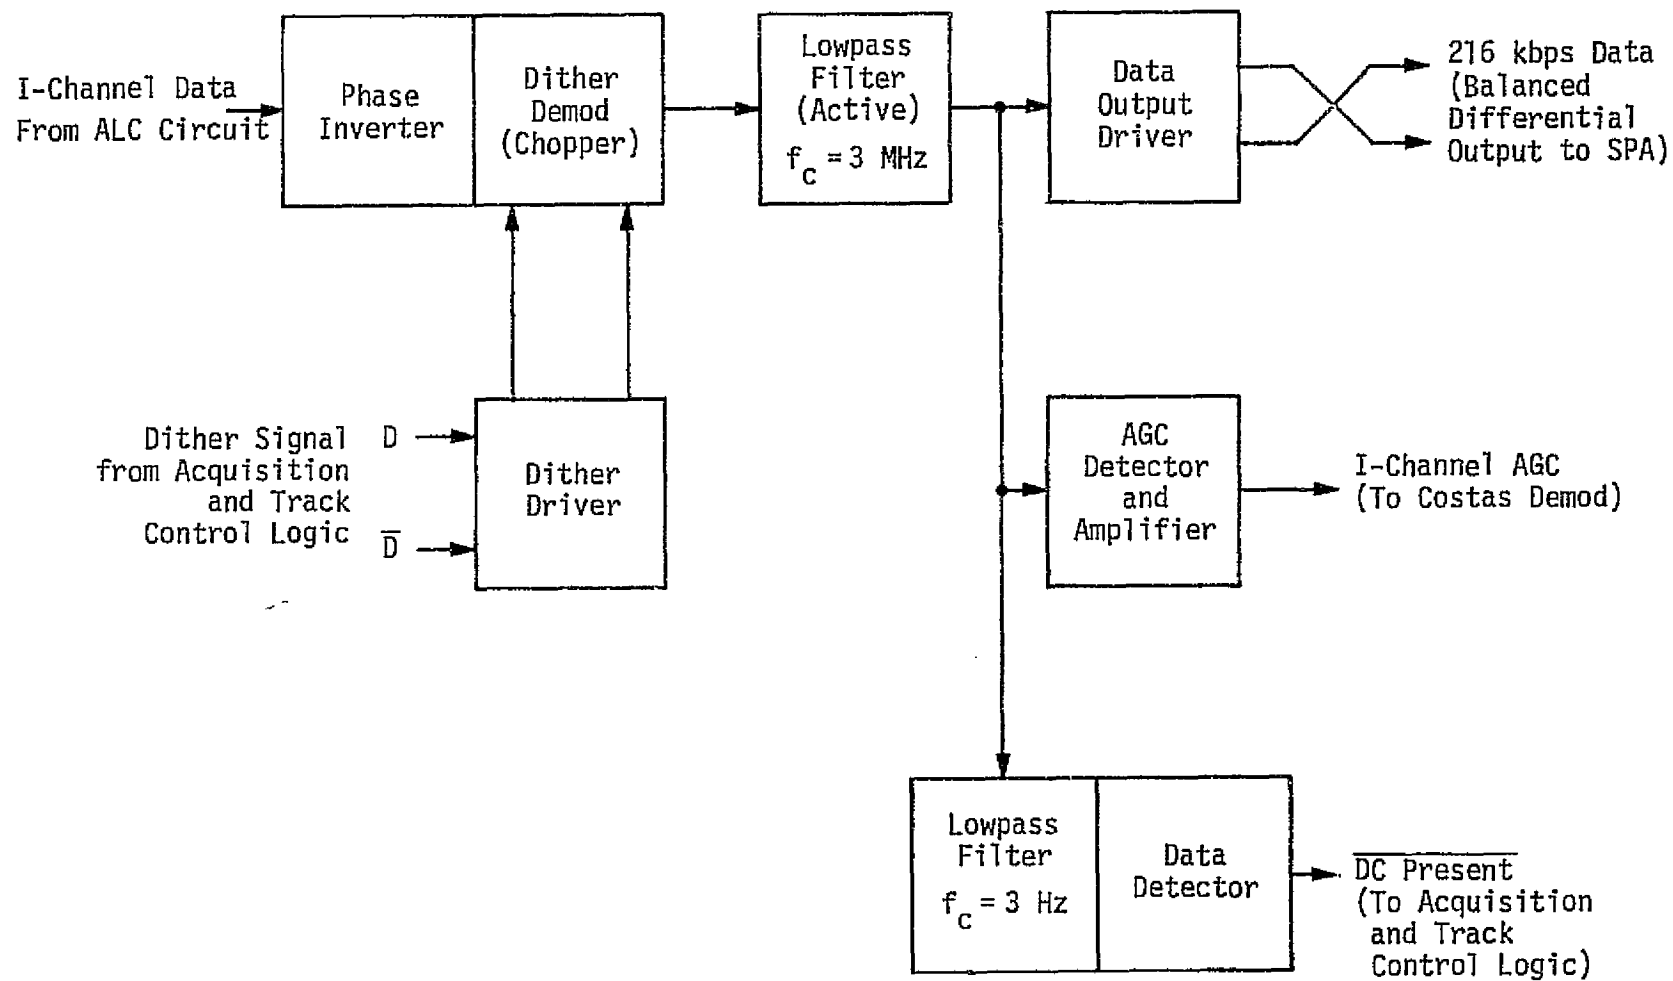 I-Channel Data
From ALC Circuit
Phase
Inverter
Dither
Demod
(Chopper)
Lowpass
Filter
(Active)
f_c = 3 MHz
Data
Output
Driver
216 kbps Data
(Balanced
Differential
Output to SPA)
Dither Signal
from Acquisition
and Track
Control Logic
D
D̅
Dither
Driver
AGC
Detector
and
Amplifier
I-Channel AGC
(To Costas Demod)
Lowpass
Filter
f_c = 3 Hz
Data
Detector
D̅C̅ ̅P̅r̅e̅s̅e̅n̅t̅
(To Acquisition
and Track
Control Logic)